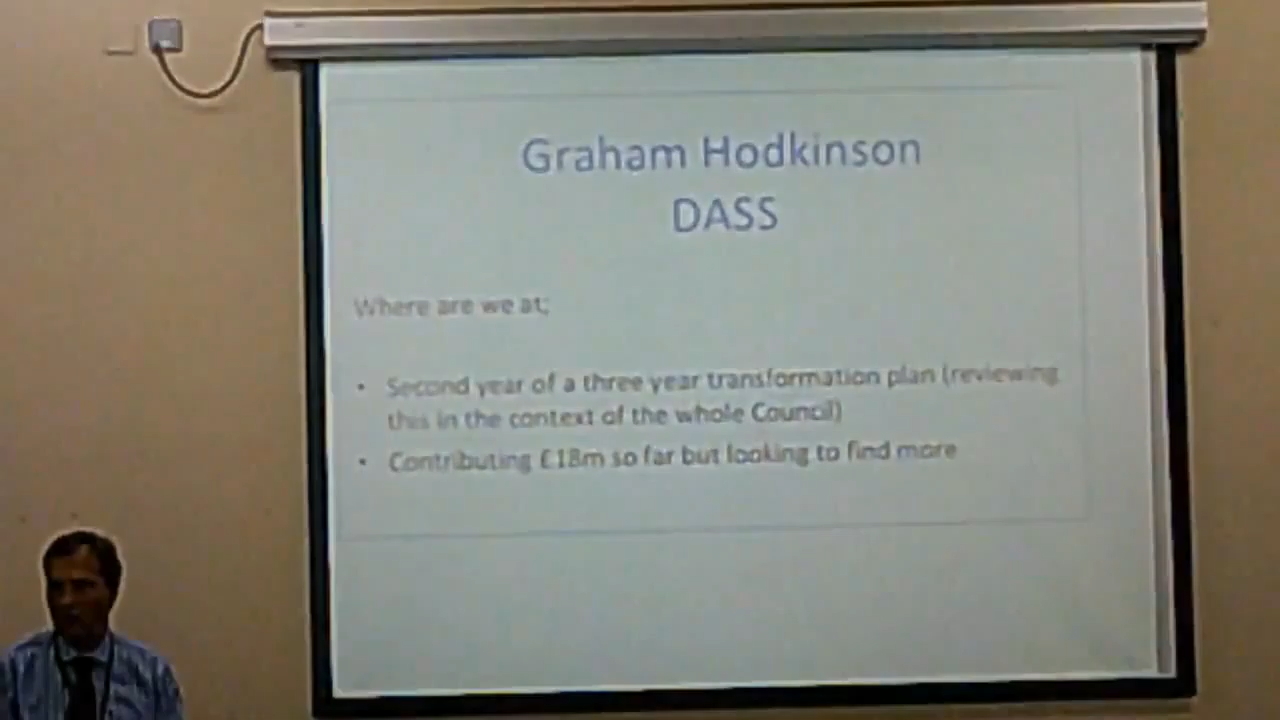 Graham Hodkinson
DASS
Where are we at;
• Second year of a three year transformation plan (reviewing
this in the context of the whole Council)
• Contributing £18m so far but looking to find more